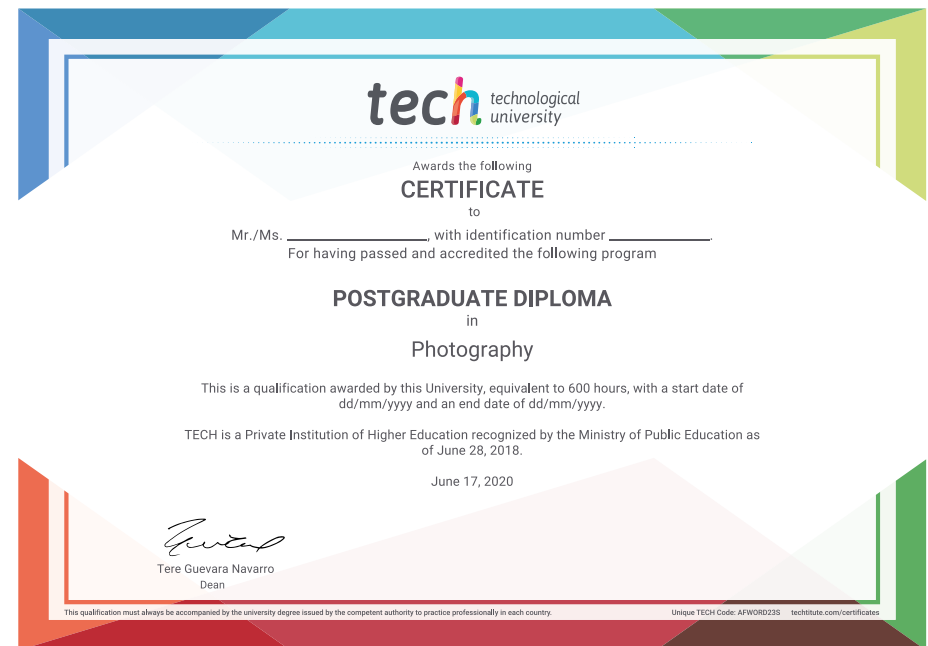 tech technological
university
Awards the following
CERTIFICATE
to
Mr./Ms. ____________________, with identification number ______________.
For having passed and accredited the following program
POSTGRADUATE DIPLOMA
in
Photography
This is a qualification awarded by this University, equivalent to 600 hours, with a start date of
dd/mm/yyyy and an end date of dd/mm/yyyy.
TECH is a Private Institution of Higher Education recognized by the Ministry of Public Education as
of June 28, 2018.
June 17, 2020
Tere Guevara Navarro
Dean
This qualification must always be accompanied by the university degree issued by the competent authority to practice professionally in each country.
Unique TECH Code: AFWORD23S techtitute.com/certificates